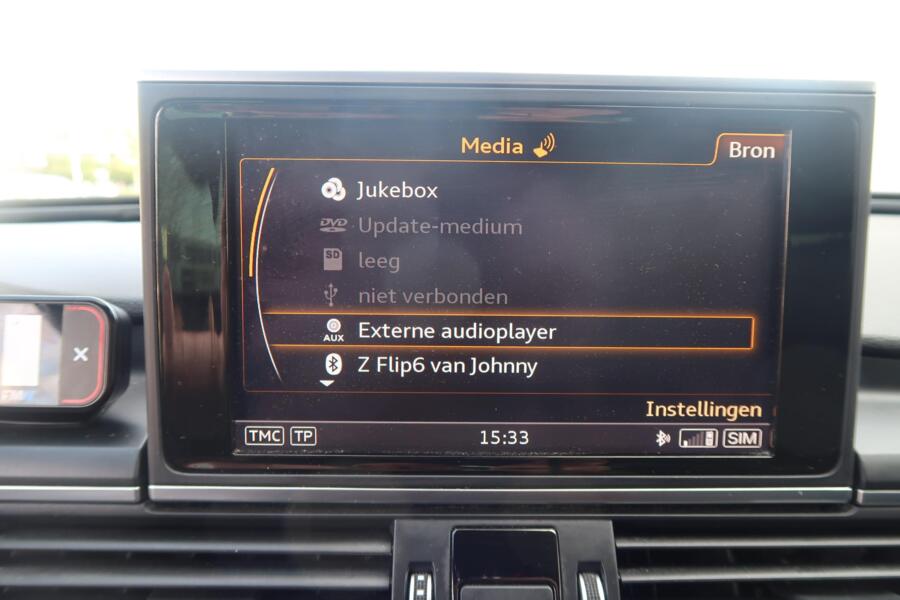 Media
Bron
Jukebox
DVD Update-medium
SD leeg
niet verbonden
AUX Externe audioplayer
Z Flip6 van Johnny
Instellingen
TMC TP 15:33 SIM